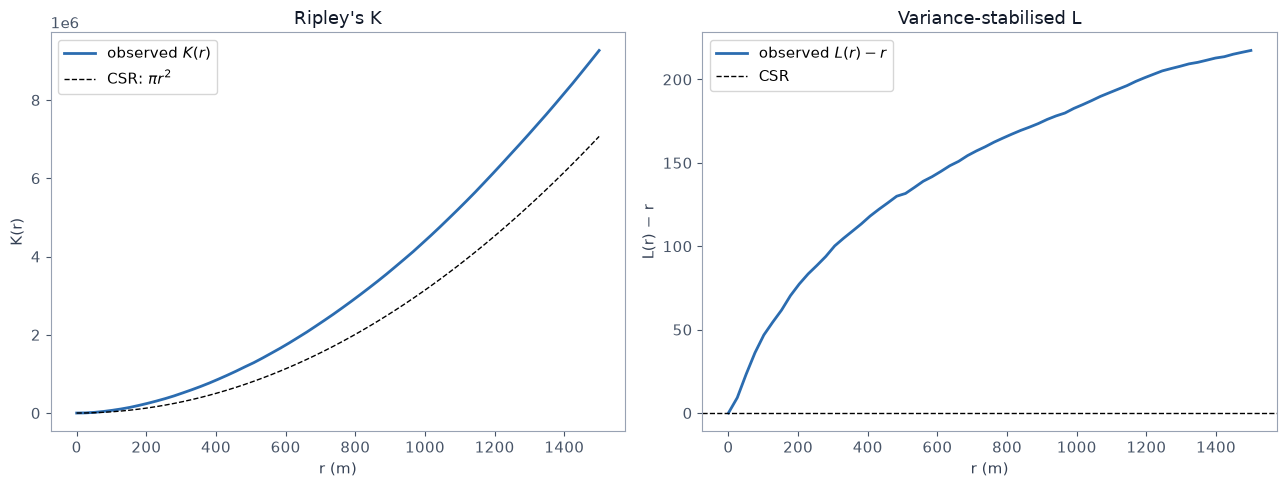 Ripley's K
1e6
observed K(r)
CSR: πr²
8
6
4
2
0
K(r)
0 200 400 600 800 1000 1200 1400
r (m)
Variance-stabilised L
observed L(r) − r
CSR
200
150
100
50
0
L(r) − r
0 200 400 600 800 1000 1200 1400
r (m)